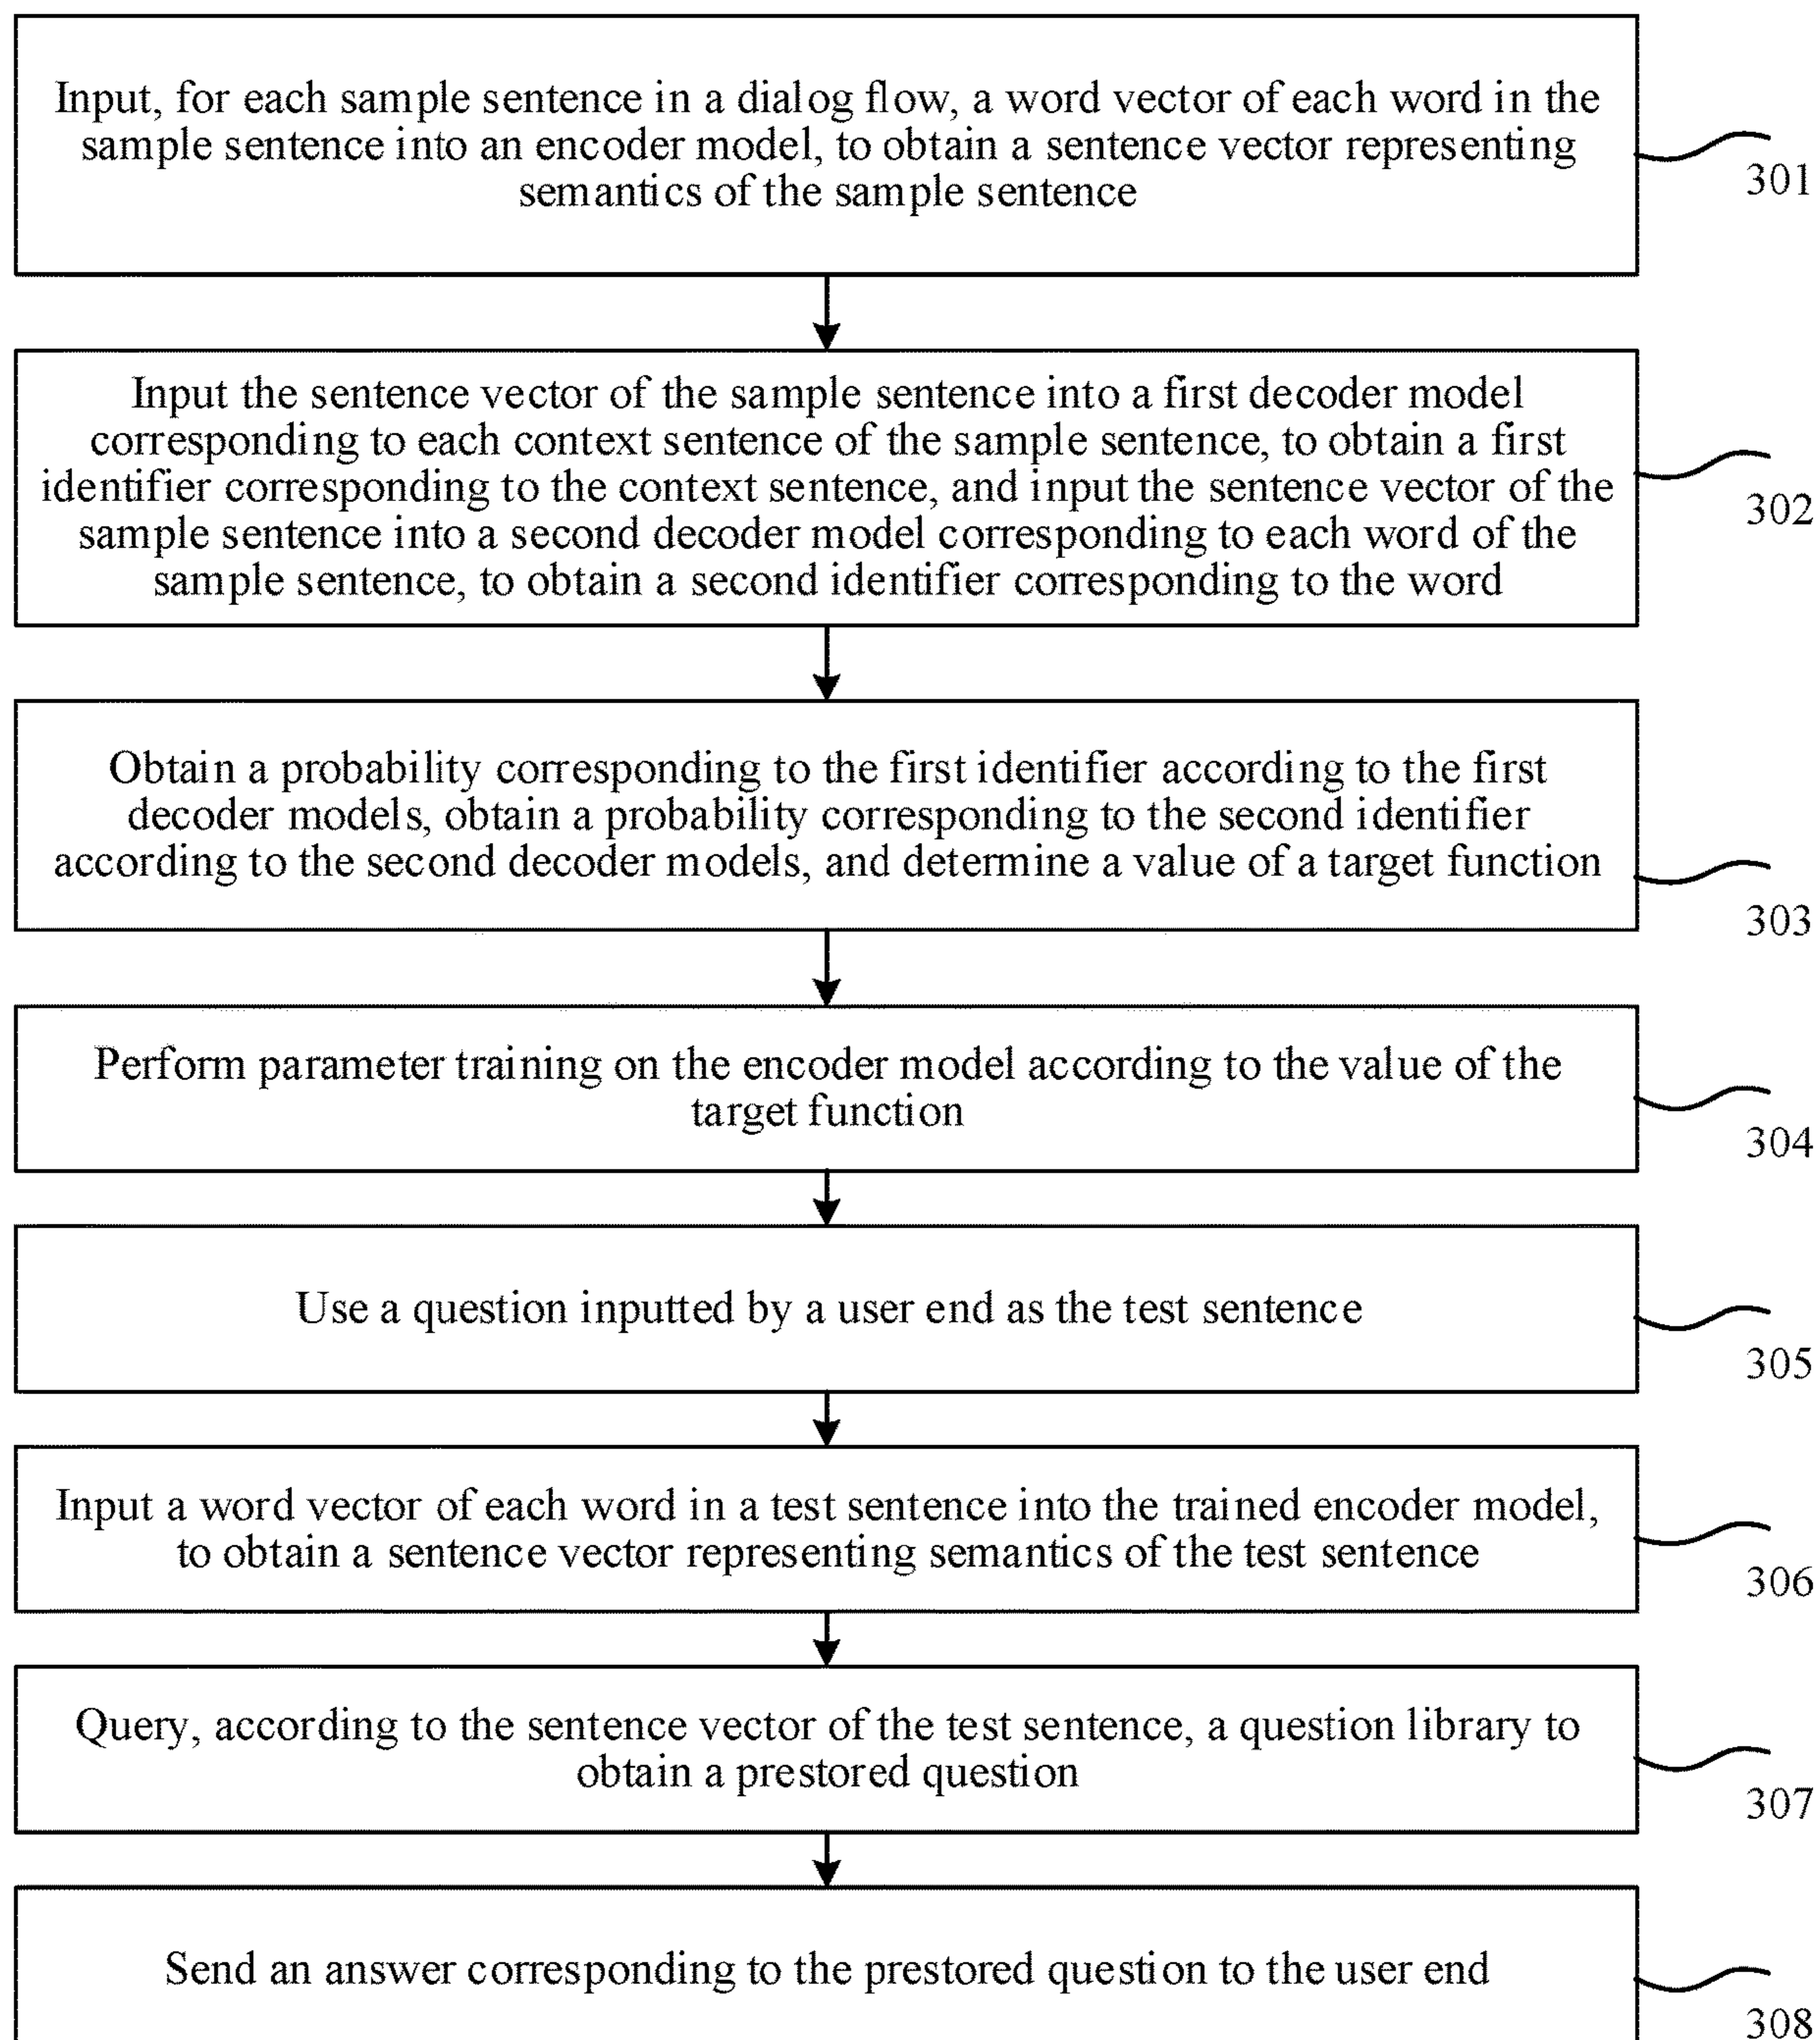 Input, for each sample sentence in a dialog flow, a word vector of each word in the
sample sentence into an encoder model, to obtain a sentence vector representing
semantics of the sample sentence
301
Input the sentence vector of the sample sentence into a first decoder model
corresponding to each context sentence of the sample sentence, to obtain a first
identifier corresponding to the context sentence, and input the sentence vector of the
sample sentence into a second decoder model corresponding to each word of the
sample sentence, to obtain a second identifier corresponding to the word
302
Obtain a probability corresponding to the first identifier according to the first
decoder models, obtain a probability corresponding to the second identifier
according to the second decoder models, and determine a value of a target function
303
Perform parameter training on the encoder model according to the value of the
target function
304
Use a question inputted by a user end as the test sentence
305
Input a word vector of each word in a test sentence into the trained encoder model,
to obtain a sentence vector representing semantics of the test sentence
306
Query, according to the sentence vector of the test sentence, a question library to
obtain a prestored question
307
Send an answer corresponding to the prestored question to the user end
308